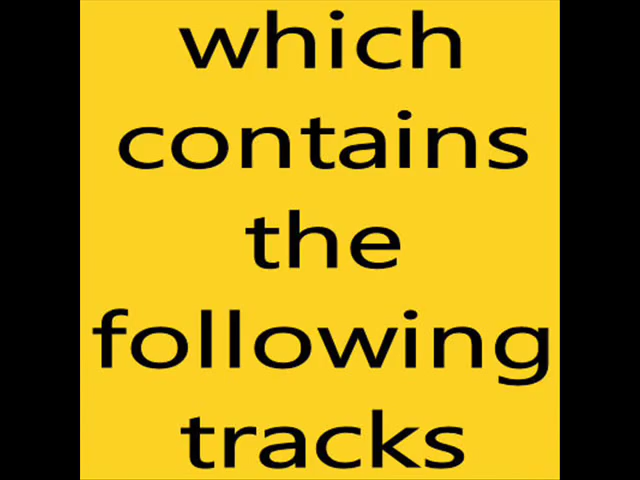 which
contains
the
following
tracks